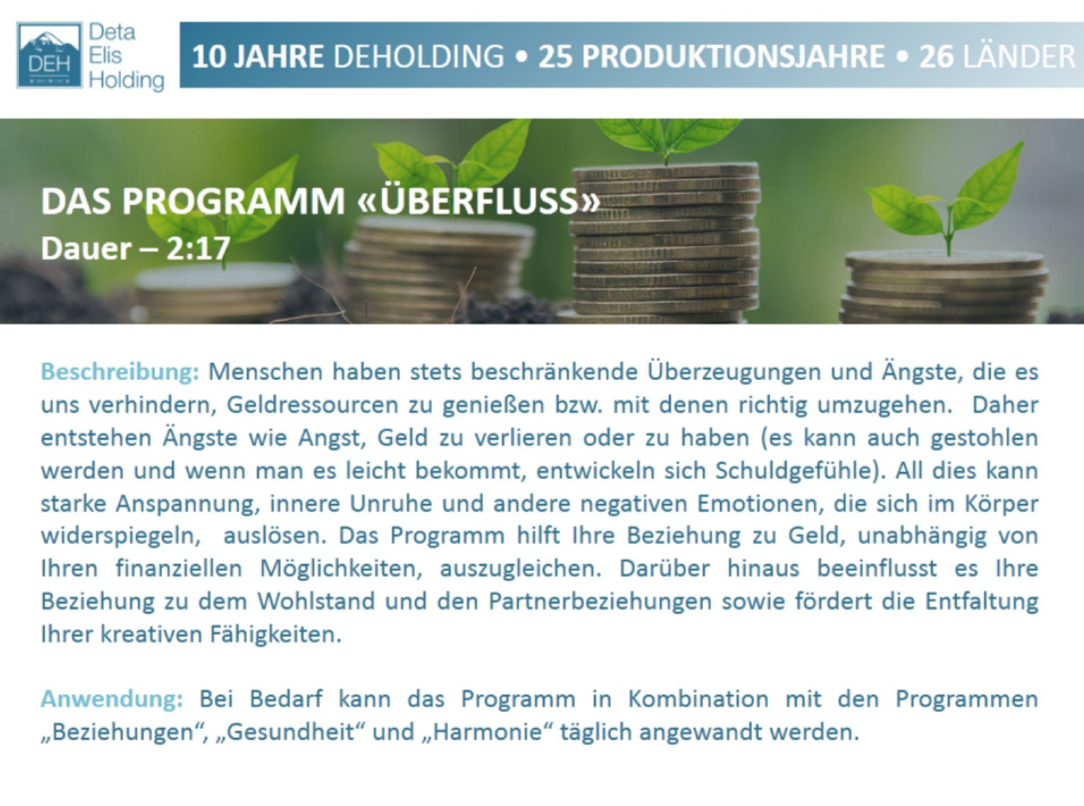 Deta
Elis
Holding
DEH
10 JAHRE DEHOLDING • 25 PRODUKTIONSJAHRE • 26 LÄNDER
DAS PROGRAMM «ÜBERFLUSS»
Dauer – 2:17
Beschreibung: Menschen haben stets beschränkende Überzeugungen und Ängste, die es
uns verhindern, Geldressourcen zu genießen bzw. mit denen richtig umzugehen. Daher
entstehen Ängste wie Angst, Geld zu verlieren oder zu haben (es kann auch gestohlen
werden und wenn man es leicht bekommt, entwickeln sich Schuldgefühle). All dies kann
starke Anspannung, innere Unruhe und andere negativen Emotionen, die sich im Körper
widerspiegeln, auslösen. Das Programm hilft Ihre Beziehung zu Geld, unabhängig von
Ihren finanziellen Möglichkeiten, auszugleichen. Darüber hinaus beeinflusst es Ihre
Beziehung zu dem Wohlstand und den Partnerbeziehungen sowie fördert die Entfaltung
Ihrer kreativen Fähigkeiten.
Anwendung: Bei Bedarf kann das Programm in Kombination mit den Programmen
„Beziehungen“, „Gesundheit“ und „Harmonie“ täglich angewandt werden.